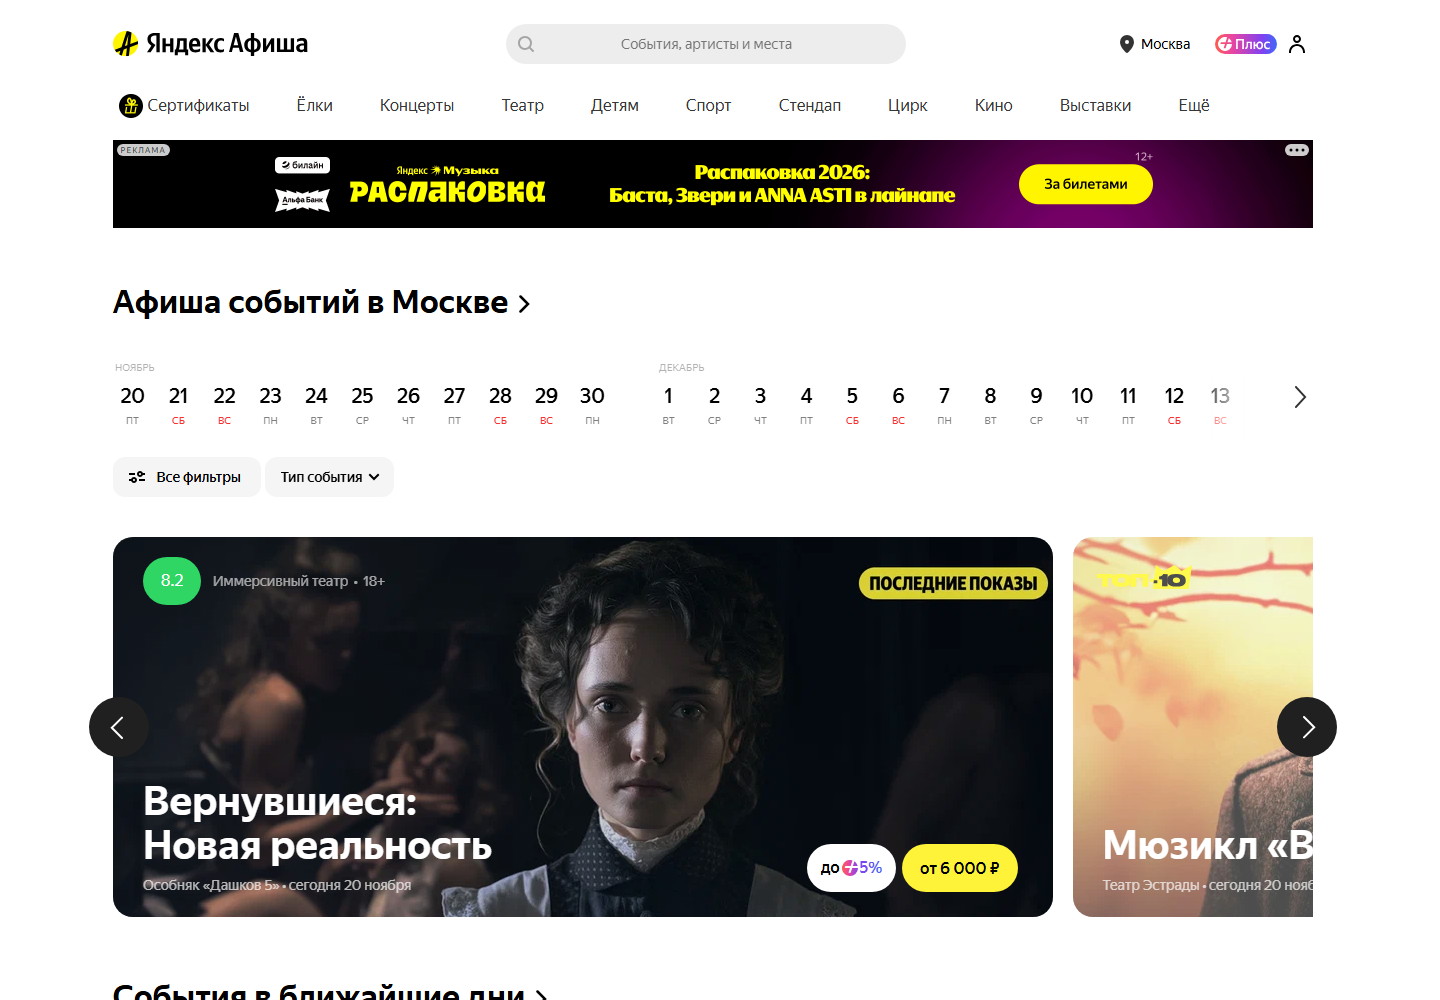 Яндекс Афиша
События, артисты и места
Москва
Плюс
Сертификаты
Ёлки
Концерты
Театр
Детям
Спорт
Стендап
Цирк
Кино
Выставки
Ещё
РЕКЛАМА
билайн
Альфа Банк
Яндекс Музыка
РАСПАКОВКА
Распаковка 2026:
Баста, Звери и ANNA ASTI в лайнапе
12+
За билетами
Афиша событий в Москве
НОЯБРЬ
ДЕКАБРЬ
20 21 22 23 24 25 26 27 28 29 30 1 2 3 4 5 6 7 8 9 10 11 12 13
ПТ СБ ВС ПН ВТ СР ЧТ ПТ СБ ВС ПН ВТ СР ЧТ ПТ СБ ВС ПН ВТ СР ЧТ ПТ СБ ВС
Все фильтры
Тип события
8.2
Иммерсивный театр • 18+
ПОСЛЕДНИЕ ПОКАЗЫ
Вернувшиеся:
Новая реальность
Особняк «Дашков 5» • сегодня 20 ноября
до 5%
от 6 000 ₽
ТОП-10
Мюзикл «В
Театр Эстрады • сегодня 20 нояб
События в ближайшие дни